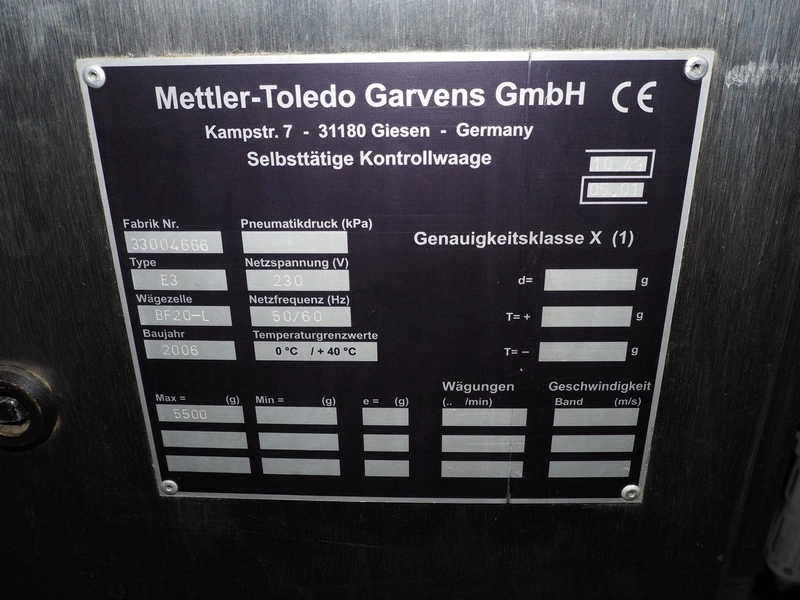 Mettler-Toledo Garvens GmbH CE
Kampstr. 7 - 31180 Giesen - Germany
Selbsttätige Kontrollwaage
10.49
05.01
Fabrik Nr. Pneumatikdruck (kPa)
33004666
Genauigkeitsklasse X (1)
Type Netzspannung (V)
E3 230
d= g
Wägezelle Netzfrequenz (Hz)
BF20-L 50/60
T= + g
Baujahr Temperaturgrenzwerte
2006 0 °C / + 40 °C
T= – g
Wägungen Geschwindigkeit
Max = (g) Min = (g) e = (g) (.. /min) Band (m/s)
5500